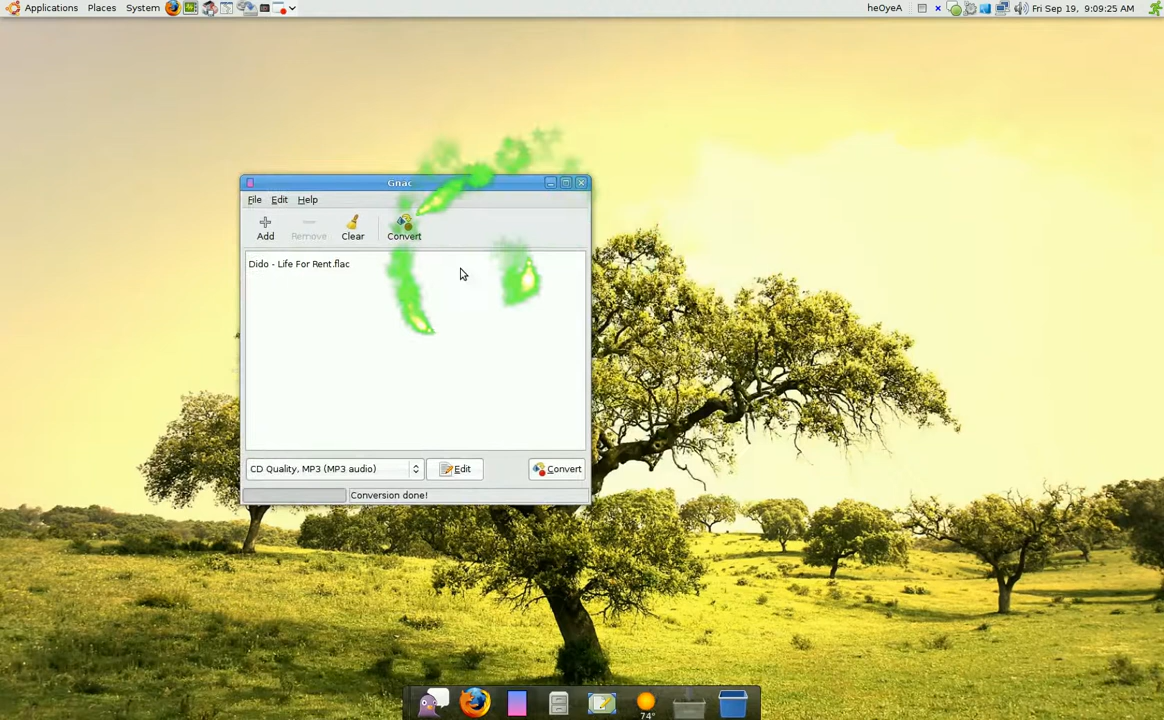 Applications Places System heOyeA Fri Sep 19, 9:09:25 AM
Gnac
File Edit Help
Add Remove Clear Convert
Dido - Life For Rent.flac
CD Quality, MP3 (MP3 audio) Edit Convert
Conversion done!
74°